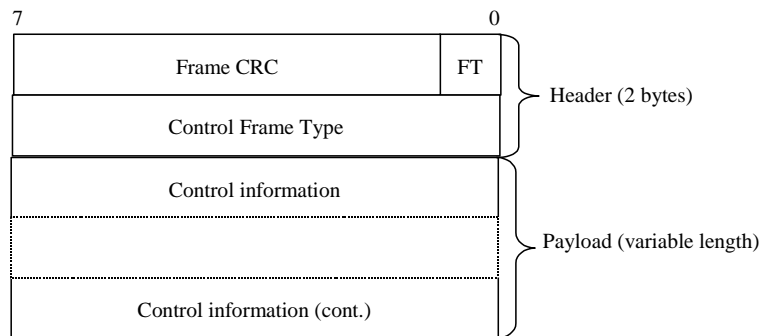 7 0
Frame CRC FT
Header (2 bytes)
Control Frame Type
Control information
Payload (variable length)
Control information (cont.)